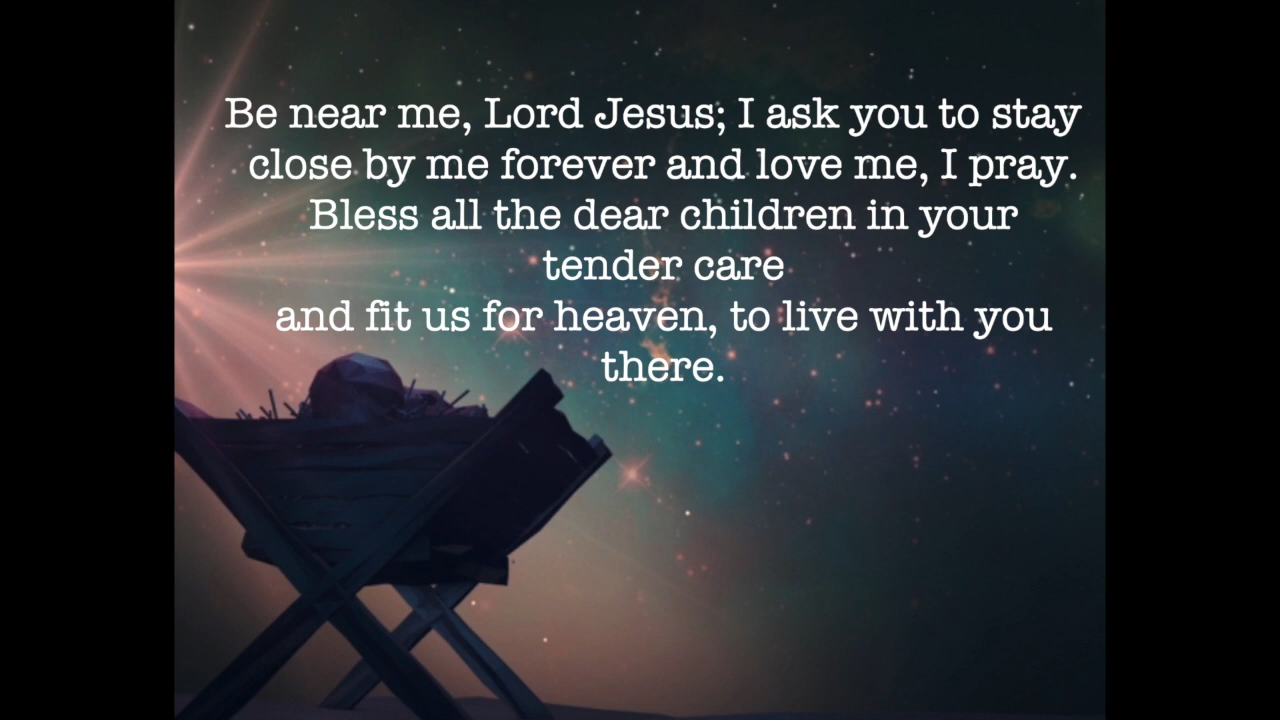 Be near me, Lord Jesus; I ask you to stay
close by me forever and love me, I pray.
Bless all the dear children in your
tender care
and fit us for heaven, to live with you
there.